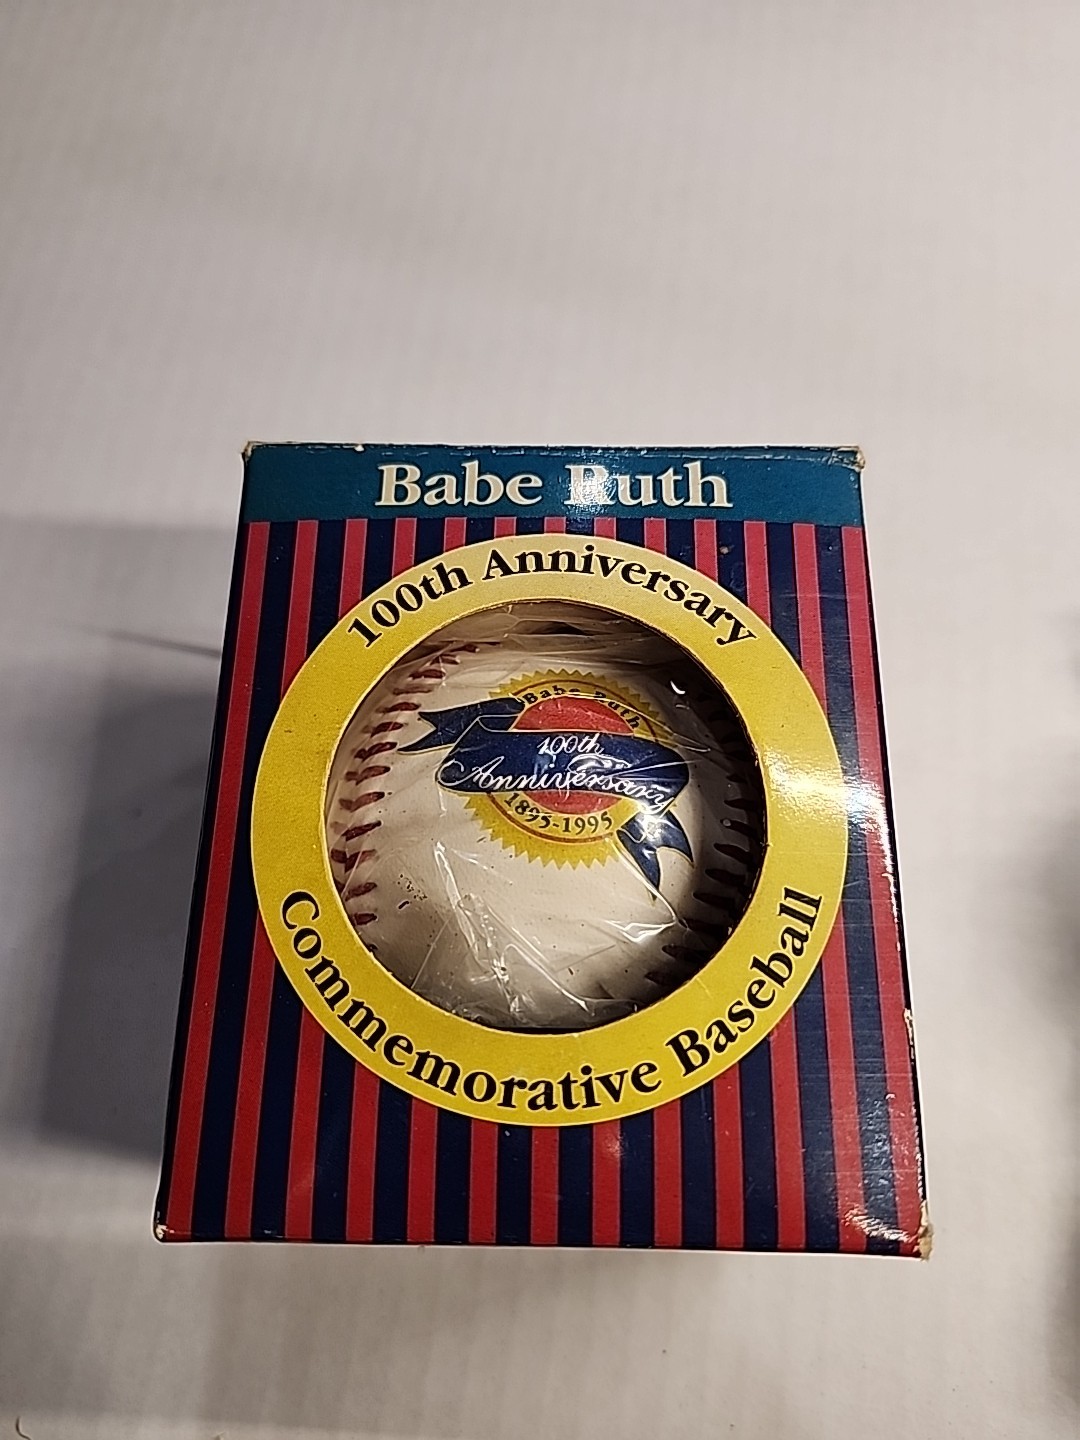 Babe Ruth
100th Anniversary
Babe Ruth
100th
Anniversary
1895-1995
Commemorative Baseball